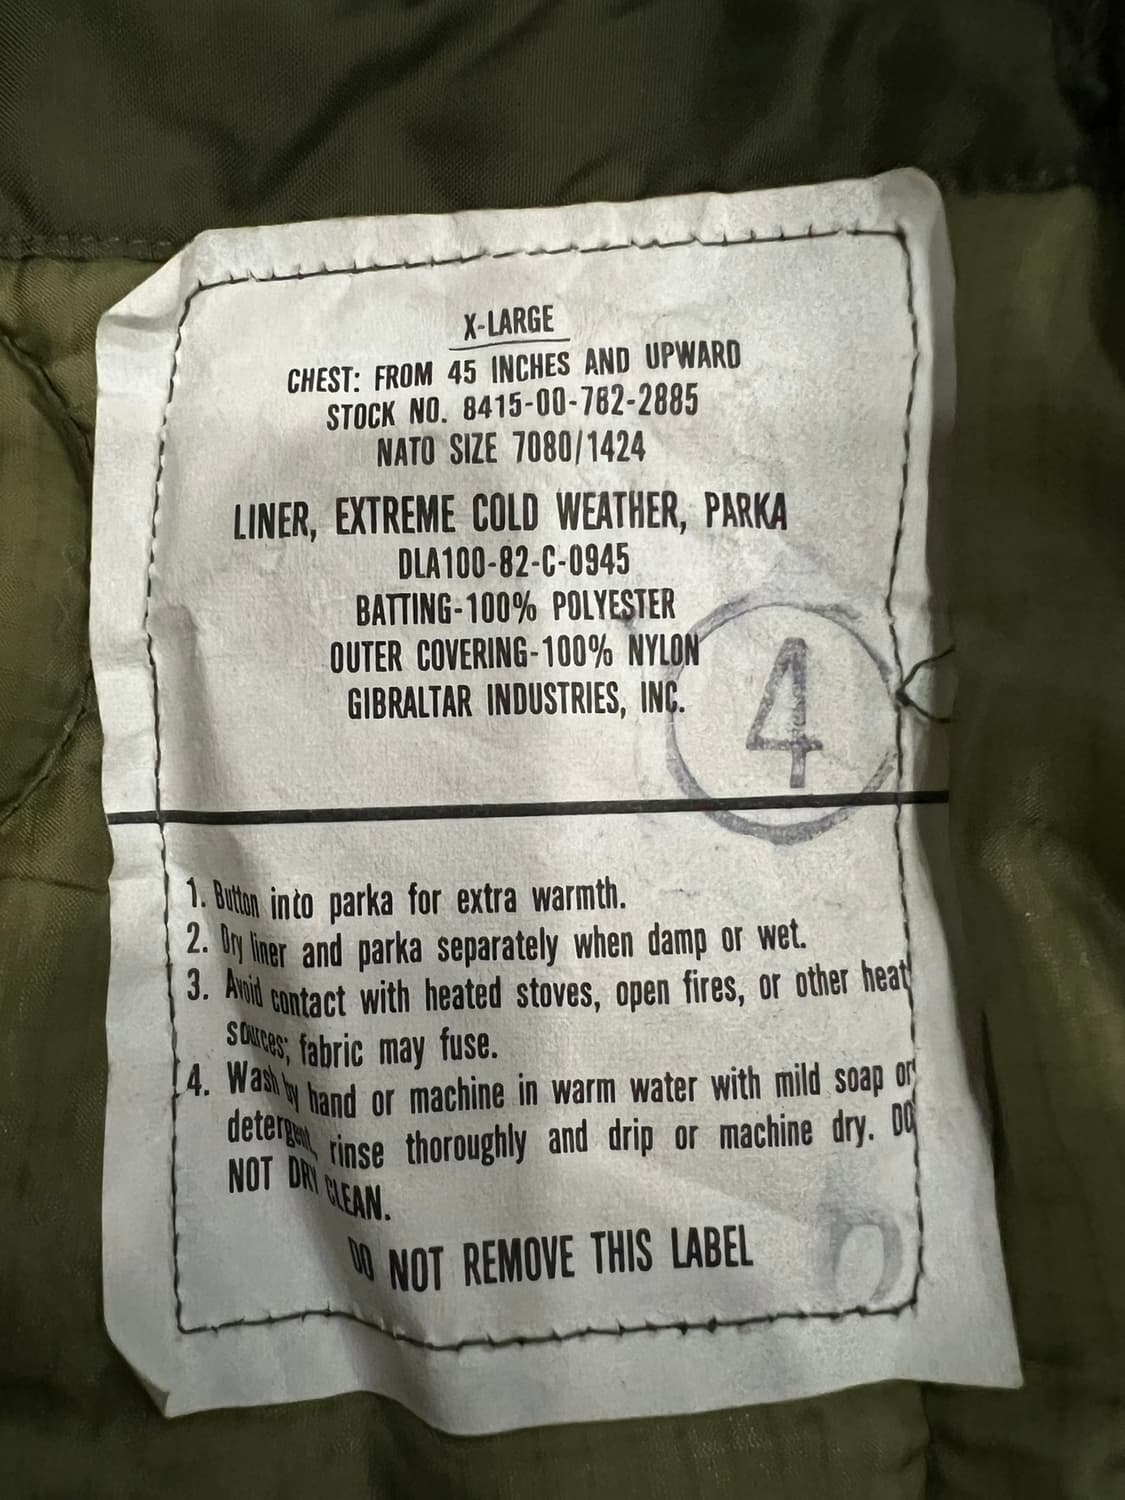 X-LARGE
CHEST: FROM 45 INCHES AND UPWARD
STOCK NO. 8415-00-782-2885
NATO SIZE 7080/1424
LINER, EXTREME COLD WEATHER, PARKA
DLA100-82-C-0945
BATTING-100% POLYESTER
OUTER COVERING-100% NYLON
GIBRALTAR INDUSTRIES, INC.
4
1. Button into parka for extra warmth.
2. Dry liner and parka separately when damp or wet.
3. Avoid contact with heated stoves, open fires, or other heat
sources; fabric may fuse.
4. Wash by hand or machine in warm water with mild soap or
detergent, rinse thoroughly and drip or machine dry. DO
NOT DRY CLEAN.
DO NOT REMOVE THIS LABEL